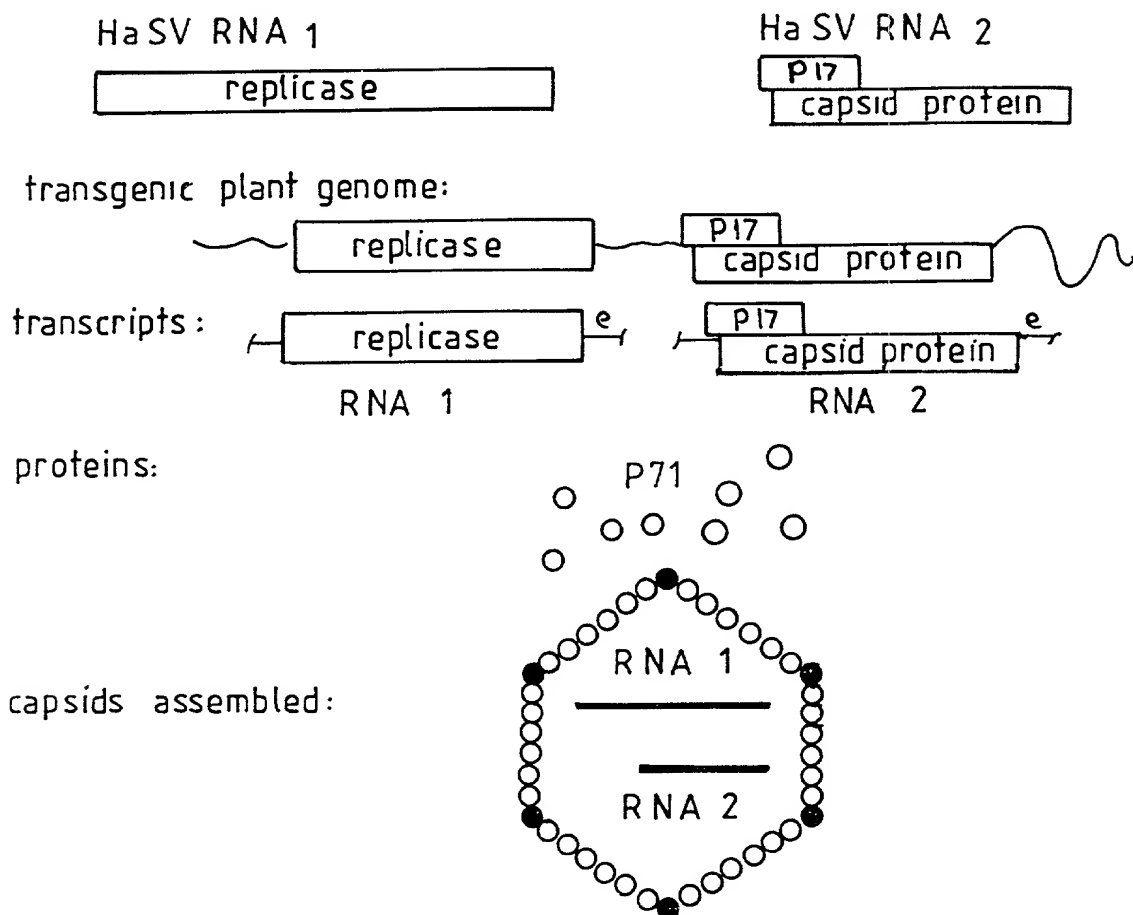 HaSV RNA 1
HaSV RNA 2
replicase
P17
capsid protein
transgenic plant genome:
replicase
P17
capsid protein
transcripts:
replicase
e
P17
capsid protein
e
RNA 1
RNA 2
proteins:
P71
RNA 1
capsids assembled:
RNA 2